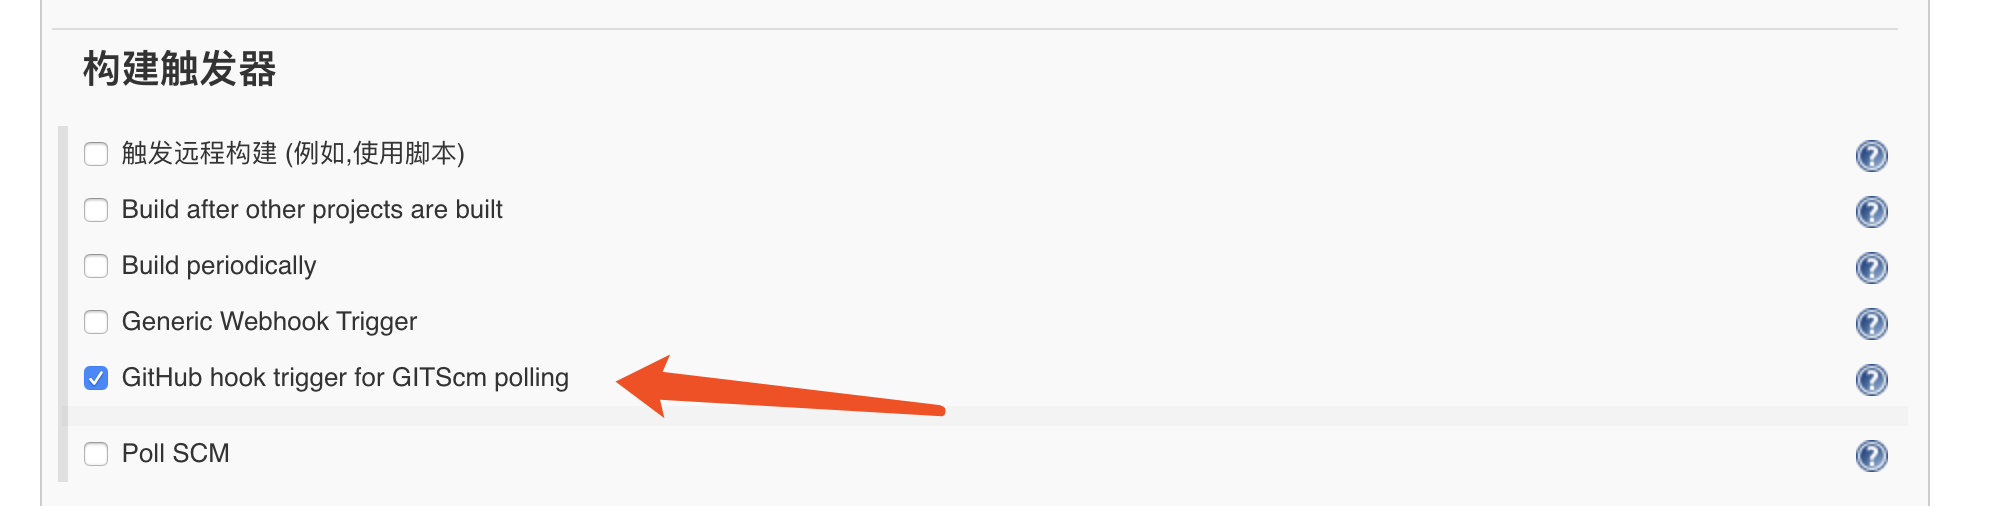 构建触发器
触发远程构建 (例如,使用脚本)
Build after other projects are built
Build periodically
Generic Webhook Trigger
GitHub hook trigger for GITScm polling
Poll SCM